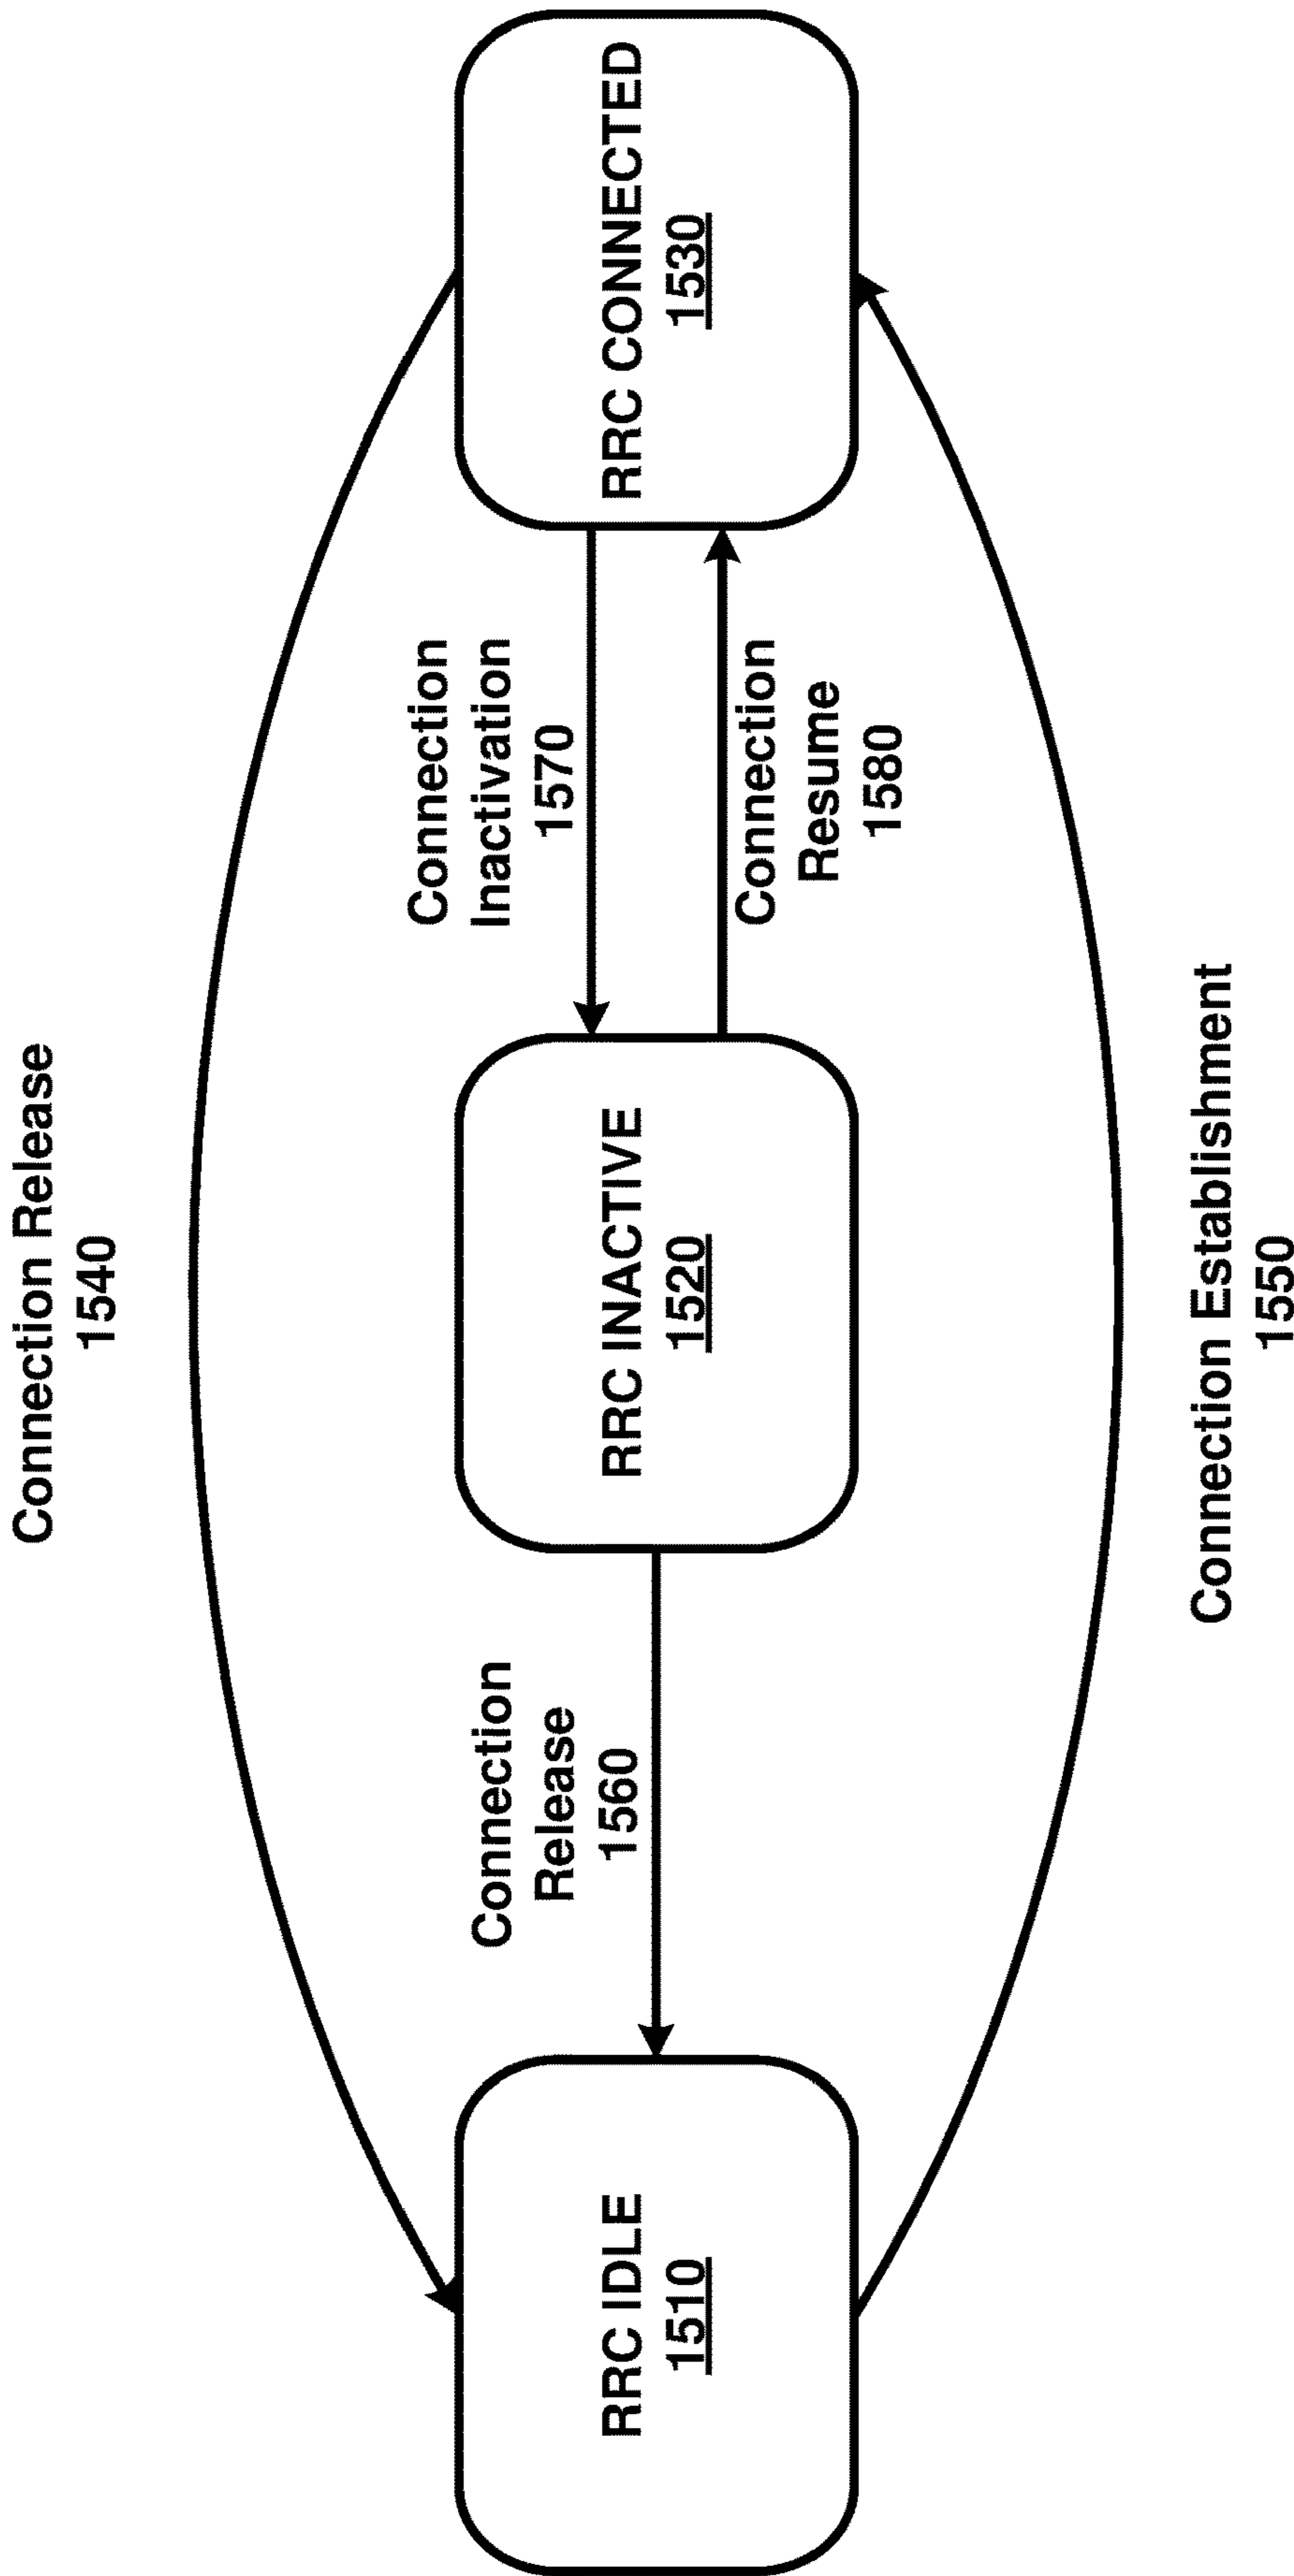 Connection Release
1540
Connection
Release
1560
Connection
Inactivation
1570
RRC IDLE
1510
RRC INACTIVE
1520
RRC CONNECTED
1530
Connection
Resume
1580
Connection Establishment
1550